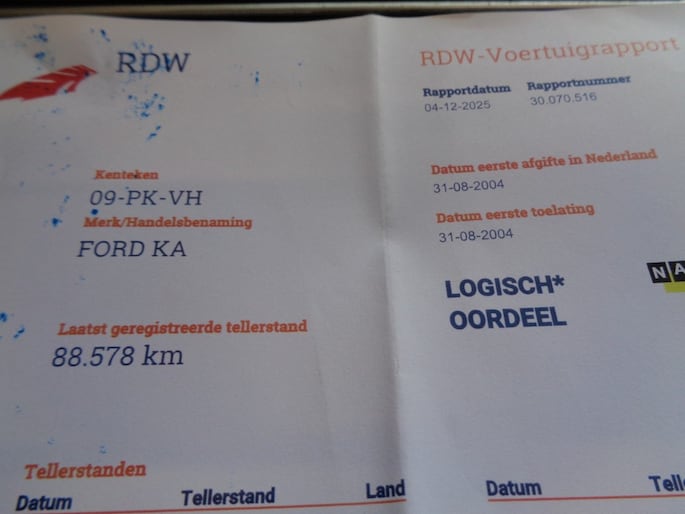 RDW
RDW-Voertuigrapport
Rapportdatum Rapportnummer
04-12-2025 30.070.516
Kenteken
09-PK-VH
Merk/Handelsbenaming
FORD KA
Laatst geregistreerde tellerstand
88.578 km
Datum eerste afgifte in Nederland
31-08-2004
Datum eerste toelating
31-08-2004
LOGISCH*
OORDEEL
NA
Tellerstanden
Datum Tellerstand Land
Datum Telle